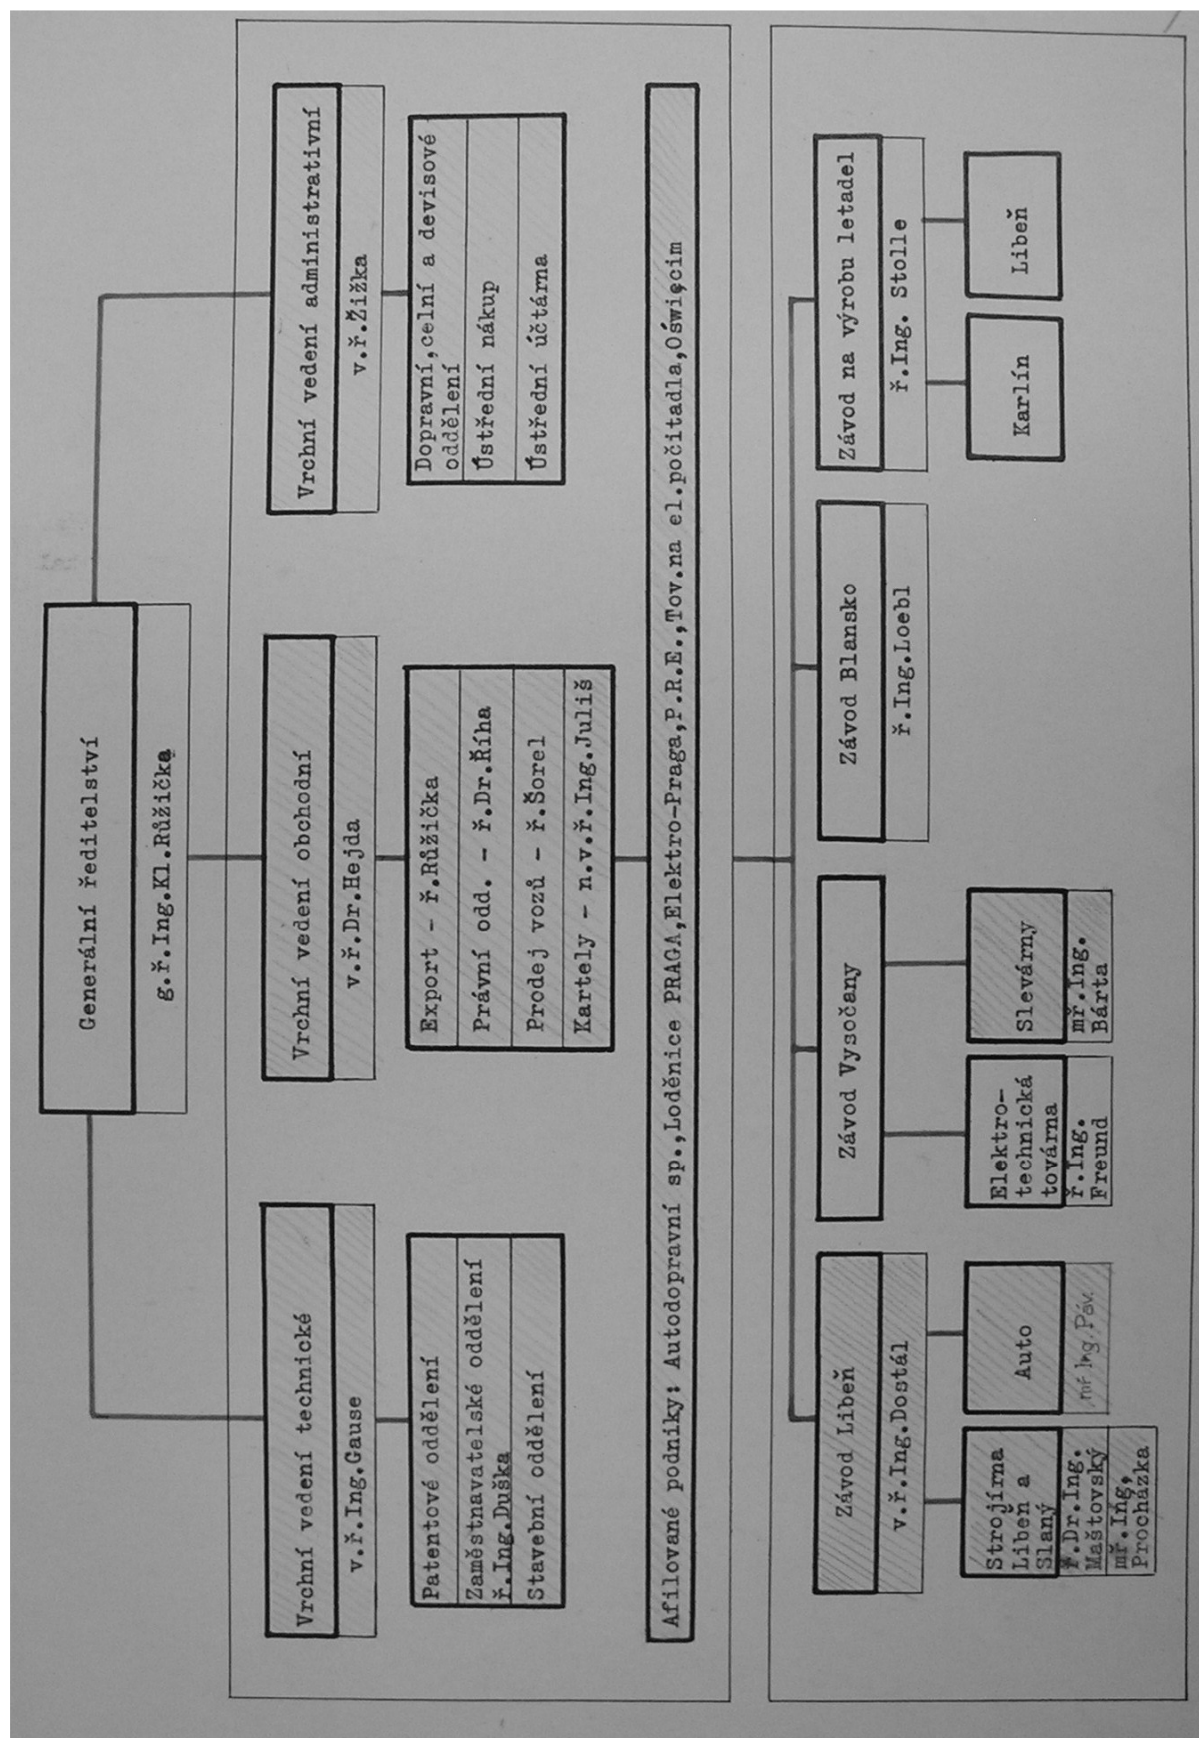 Generální ředitelství
g.ř.Ing.Kl.Růžička
Vrchní vedení technické
v.ř.Ing.Gause
Patentové oddělení
Zaměstnavatelské oddělení
ř.Ing.Duška
Stavební oddělení
Vrchní vedení obchodní
v.ř.Dr.Hejda
Export - ř.Růžička
Právní odd. - ř.Dr.Říha
Prodej vozů - ř.Šorel
Kartely - n.v.ř.Ing.Juliš
Vrchní vedení administrativní
v.ř.Žižka
Dopravní,celní a devisové
oddělení
Ústřední nákup
Ústřední účtárna
Afilované podniky: Autodopravní sp.,Loděnice PRAGA,Elektro-Praga,P.R.E.,Tov.na el.počitadla,Oświęcim
Závod Libeň
v.ř.Ing.Dostál
Strojírna
Libeň a
Slaný
ř.Dr.Ing.
Maštovský
mř.Ing,
Procházka
Auto
mř Ing. Páv.
Závod Vysočany
Elektro-
technická
továrna
ř.Ing.
Freund
Slevárny
mř.Ing.
Bárta
Závod Blansko
ř.Ing.Loebl
Závod na výrobu letadel
ř.Ing. Stolle
Karlín
Libeň